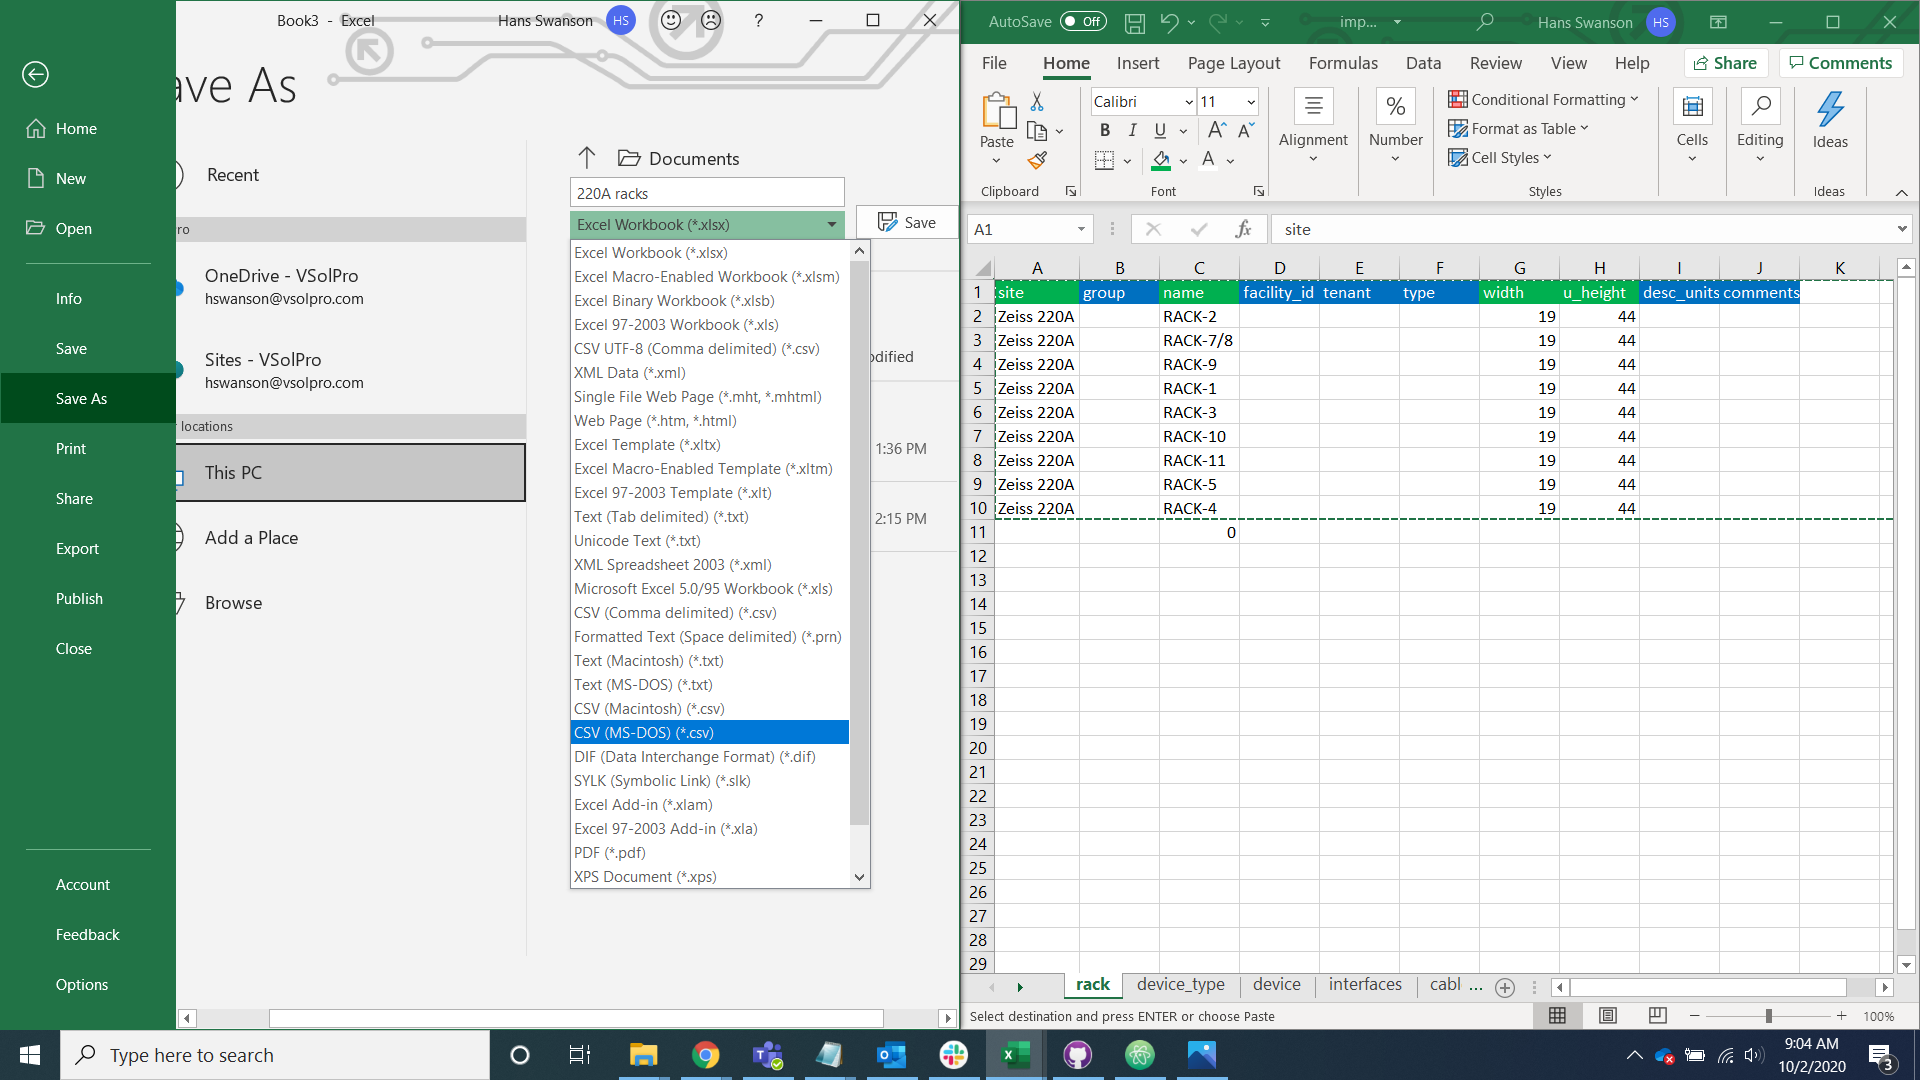 Book3 - Excel
Hans Swanson
HS
?
ave As
Home
New
Open
Info
Save
Save As
Print
Share
Export
Publish
Close
Account
Feedback
Options
Recent
ro
OneDrive - VSolPro
hswanson@vsolpro.com
Sites - VSolPro
hswanson@vsolpro.com
locations
This PC
Add a Place
Browse
Documents
220A racks
Excel Workbook (*.xlsx)
Save
Excel Workbook (*.xlsx)
Excel Macro-Enabled Workbook (*.xlsm)
Excel Binary Workbook (*.xlsb)
Excel 97-2003 Workbook (*.xls)
CSV UTF-8 (Comma delimited) (*.csv)
XML Data (*.xml)
Single File Web Page (*.mht, *.mhtml)
Web Page (*.htm, *.html)
Excel Template (*.xltx)
Excel Macro-Enabled Template (*.xltm)
Excel 97-2003 Template (*.xlt)
Text (Tab delimited) (*.txt)
Unicode Text (*.txt)
XML Spreadsheet 2003 (*.xml)
Microsoft Excel 5.0/95 Workbook (*.xls)
CSV (Comma delimited) (*.csv)
Formatted Text (Space delimited) (*.prn)
Text (Macintosh) (*.txt)
Text (MS-DOS) (*.txt)
CSV (Macintosh) (*.csv)
CSV (MS-DOS) (*.csv)
DIF (Data Interchange Format) (*.dif)
SYLK (Symbolic Link) (*.slk)
Excel Add-in (*.xlam)
Excel 97-2003 Add-in (*.xla)
PDF (*.pdf)
XPS Document (*.xps)
odified
1:36 PM
2:15 PM
AutoSave Off
imp...
Hans Swanson HS
File Home Insert Page Layout Formulas Data Review View Help Share Comments
Paste
Clipboard
Calibri 11
B I U A A A
Font
Alignment
%
Number
Conditional Formatting
Format as Table
Cell Styles
Styles
Cells
Editing
Ideas
Ideas
A1 fx site
A B C D E F G H I J K
1 site group name facility_id tenant type width u_height desc_units comments
2 Zeiss 220A RACK-2 19 44
3 Zeiss 220A RACK-7/8 19 44
4 Zeiss 220A RACK-9 19 44
5 Zeiss 220A RACK-1 19 44
6 Zeiss 220A RACK-3 19 44
7 Zeiss 220A RACK-10 19 44
8 Zeiss 220A RACK-11 19 44
9 Zeiss 220A RACK-5 19 44
10 Zeiss 220A RACK-4 19 44
11 0
12
13
14
15
16
17
18
19
20
21
22
23
24
25
26
27
28
29
rack device_type device interfaces cabl ...
Select destination and press ENTER or choose Paste
100%
Type here to search
9:04 AM
10/2/2020
3